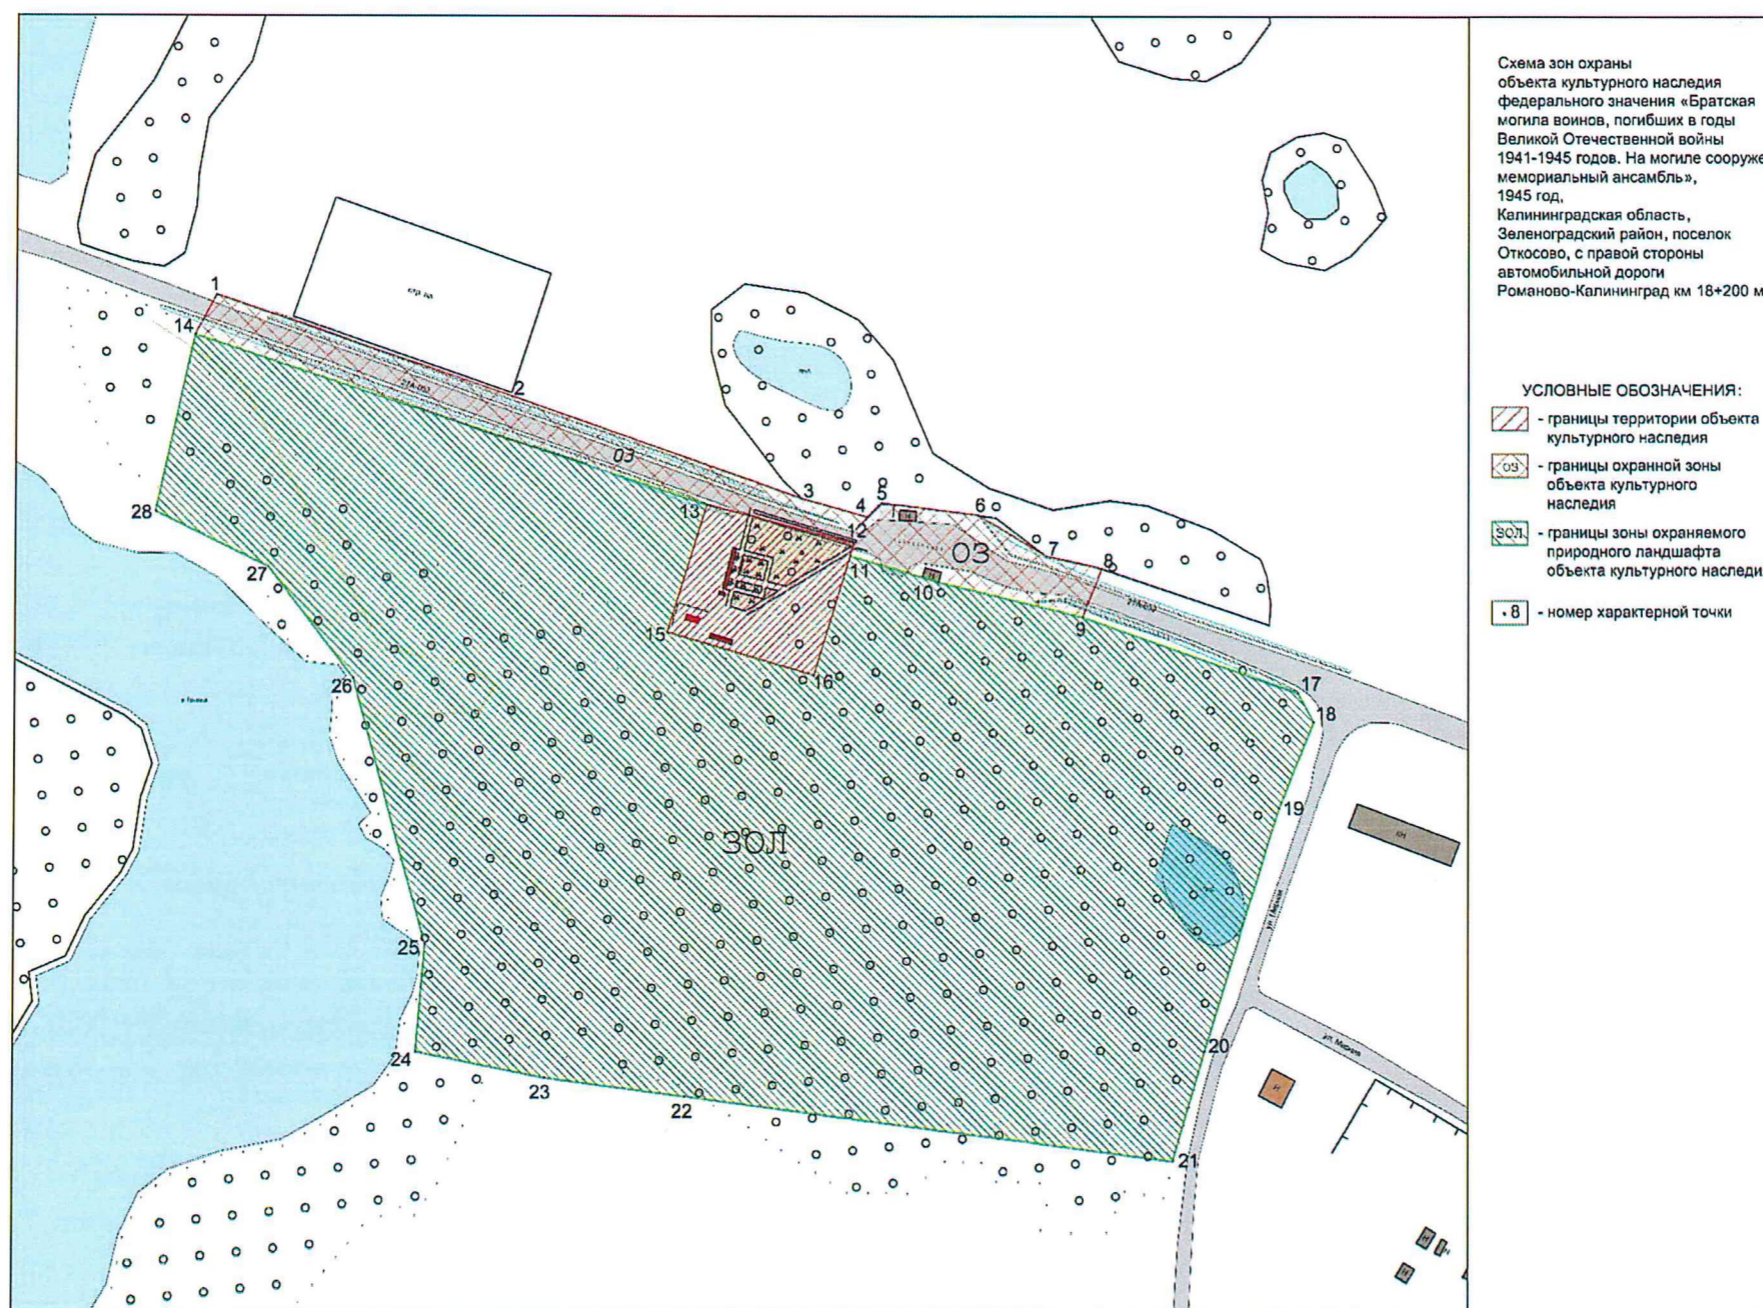 Схема зон охраны
объекта культурного наследия
федерального значения «Братская
могила воинов, погибших в годы
Великой Отечественной войны
1941-1945 годов. На могиле сооруже
мемориальный ансамбль»,
1945 год,
Калининградская область,
Зеленоградский район, поселок
Откосово, с правой стороны
автомобильной дороги
Романово-Калининград км 18+200 м
УСЛОВНЫЕ ОБОЗНАЧЕНИЯ:
- границы территории объекта
культурного наследия
ОЗ - границы охранной зоны
объекта культурного
наследия
ЗОЛ - границы зоны охраняемого
природного ландшафта
объекта культурного наследи
.8 - номер характерной точки
1
14
2
ОЗ
3
4
5
6
7
8
13
12
ОЗ
11
10
9
15
16
28
27
26
17
18
19
ЗОЛ
25
24
23
22
20
21
ул. Мирная